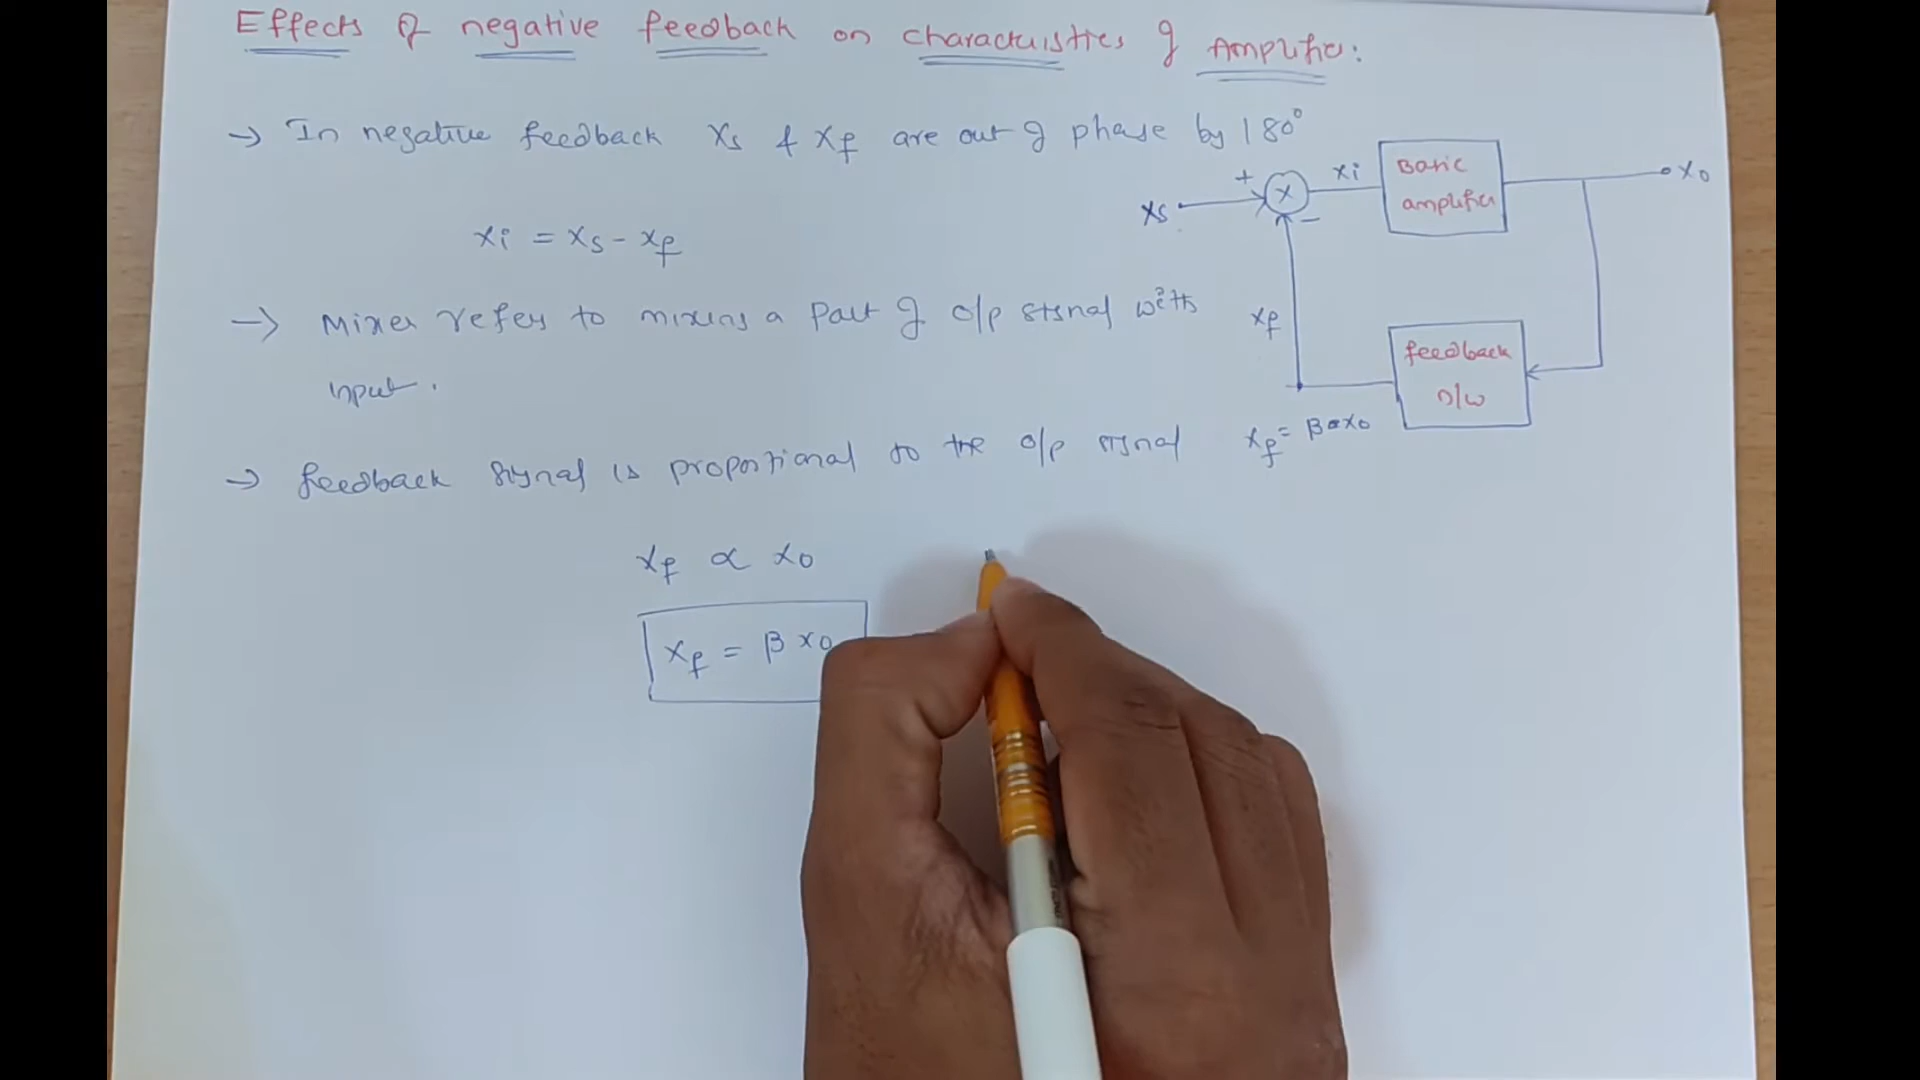 Effects of negative feedback on characteristics of Amplifier:
→ In negative feedback Xs & Xf are out of phase by 180°
xi = xs - xf
→ Mixer refers to mixing a part of o/p signal with
input.
→ feedback signal is proportional to the o/p signal
xf ∝ xo
xf = β xo
Xs
+
X
-
xi
Basic
amplifier
xo
xf
feedback
n/w
xf = β xo